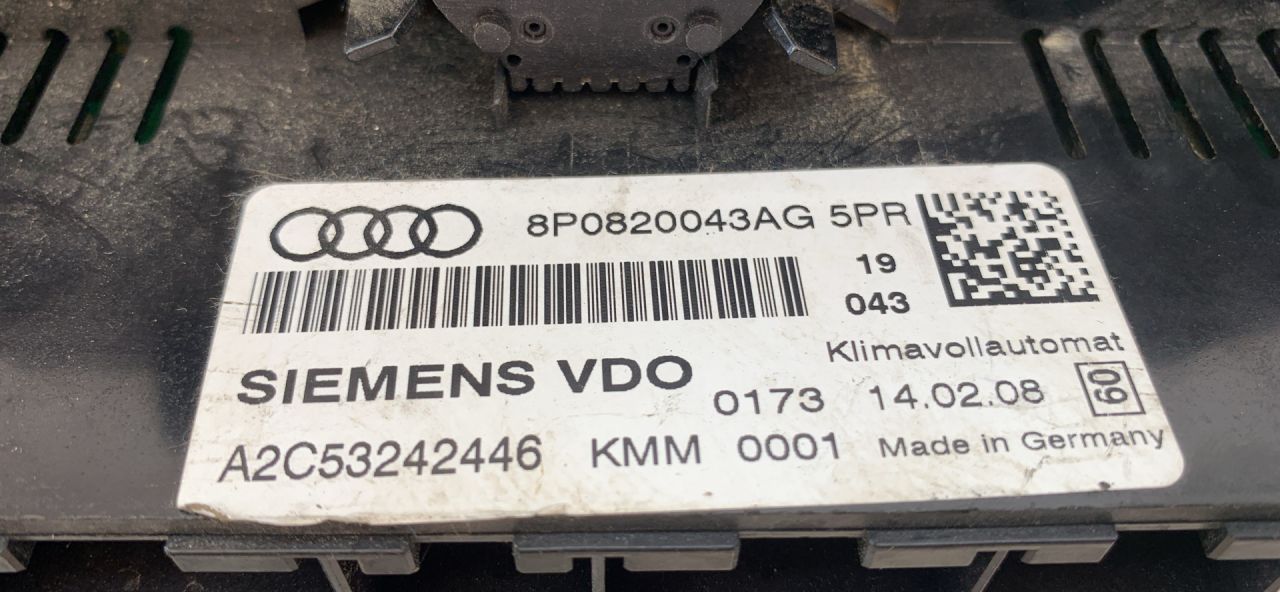 8P0820043AG 5PR
19
043
Klimavollautomat
SIEMENS VDO
0173 14.02.08 60
A2C53242446 KMM 0001 Made in Germany